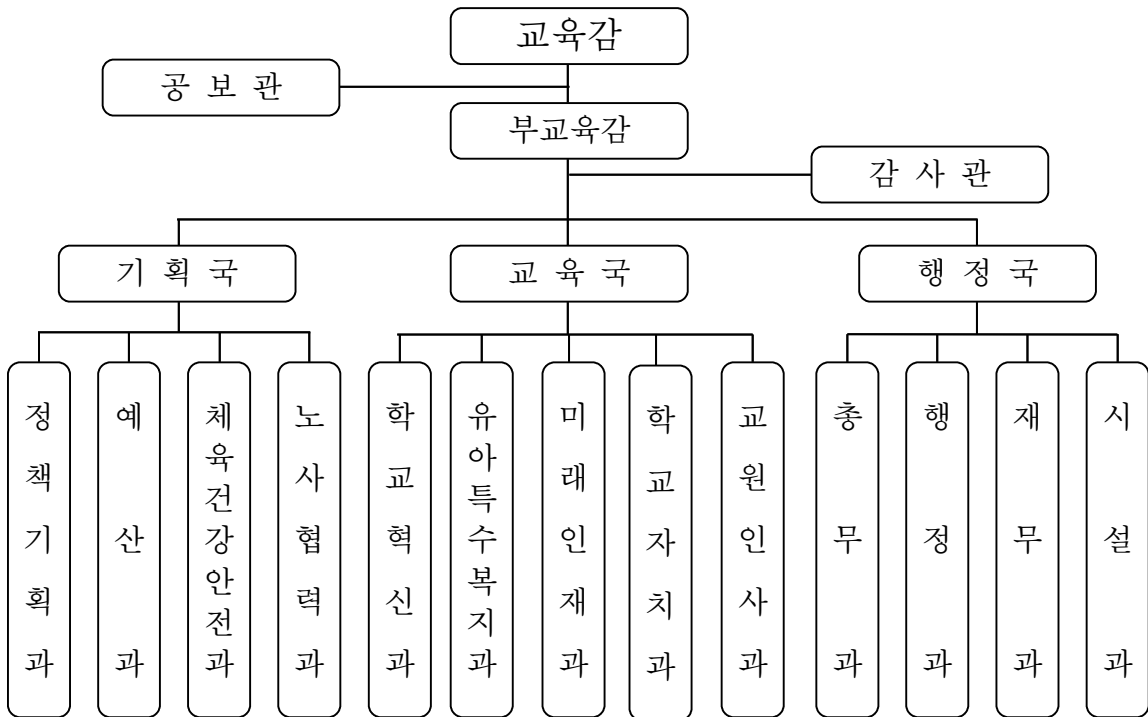 교육감
공 보 관
부교육감
감 사 관
기 획 국
교 육 국
행 정 국
정책기획과
예산과
체육건강안전과
노사협력과
학교혁신과
유아특수복지과
미래인재과
학교자치과
교원인사과
총무과
행정과
재무과
시설과